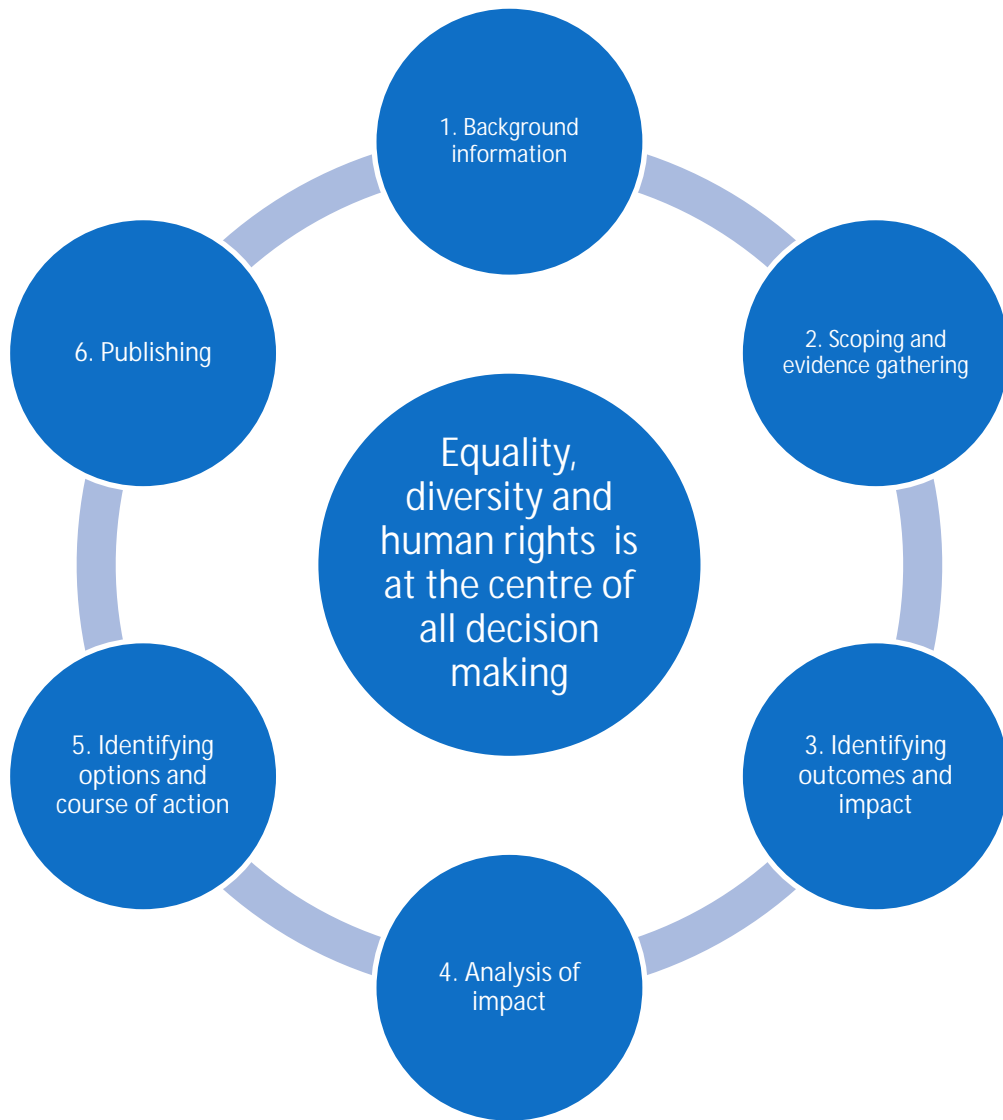 1. Background
information
2. Scoping and
evidence gathering
3. Identifying
outcomes and
impact
4. Analysis of
impact
5. Identifying
options and
course of action
6. Publishing
Equality,
diversity and
human rights  is
at the centre of
all decision
making